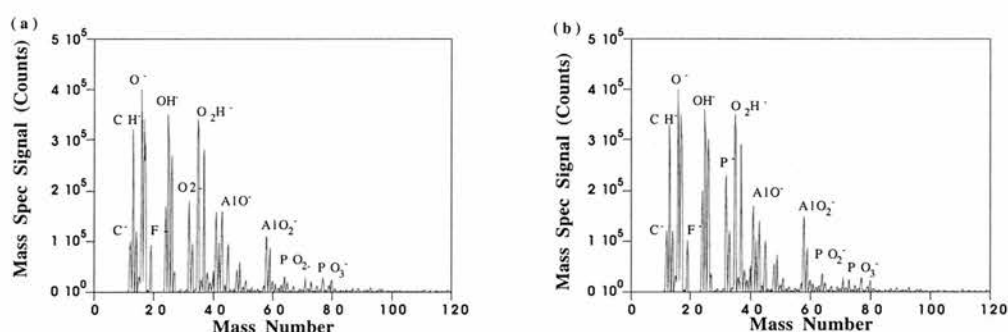 (a)
Mass Spec Signal (Counts)
5 10⁵
4 10⁵
3 10⁵
2 10⁵
1 10⁵
0 10⁰
O⁻
C H⁻
OH⁻
O₂H⁻
O2⁻
AlO⁻
C⁻
F⁻
AlO₂⁻
P O₂⁻
P O₃⁻
0 20 40 60 80 100 120
Mass Number
(b)
Mass Spec Signal (Counts)
5 10⁵
4 10⁵
3 10⁵
2 10⁵
1 10⁵
0 10⁰
O⁻
C H⁻
OH⁻
O₂H⁻
P⁻
AlO⁻
C⁻
F⁻
AlO₂⁻
P O₂⁻
P O₃⁻
0 20 40 60 80 100 120
Mass Number